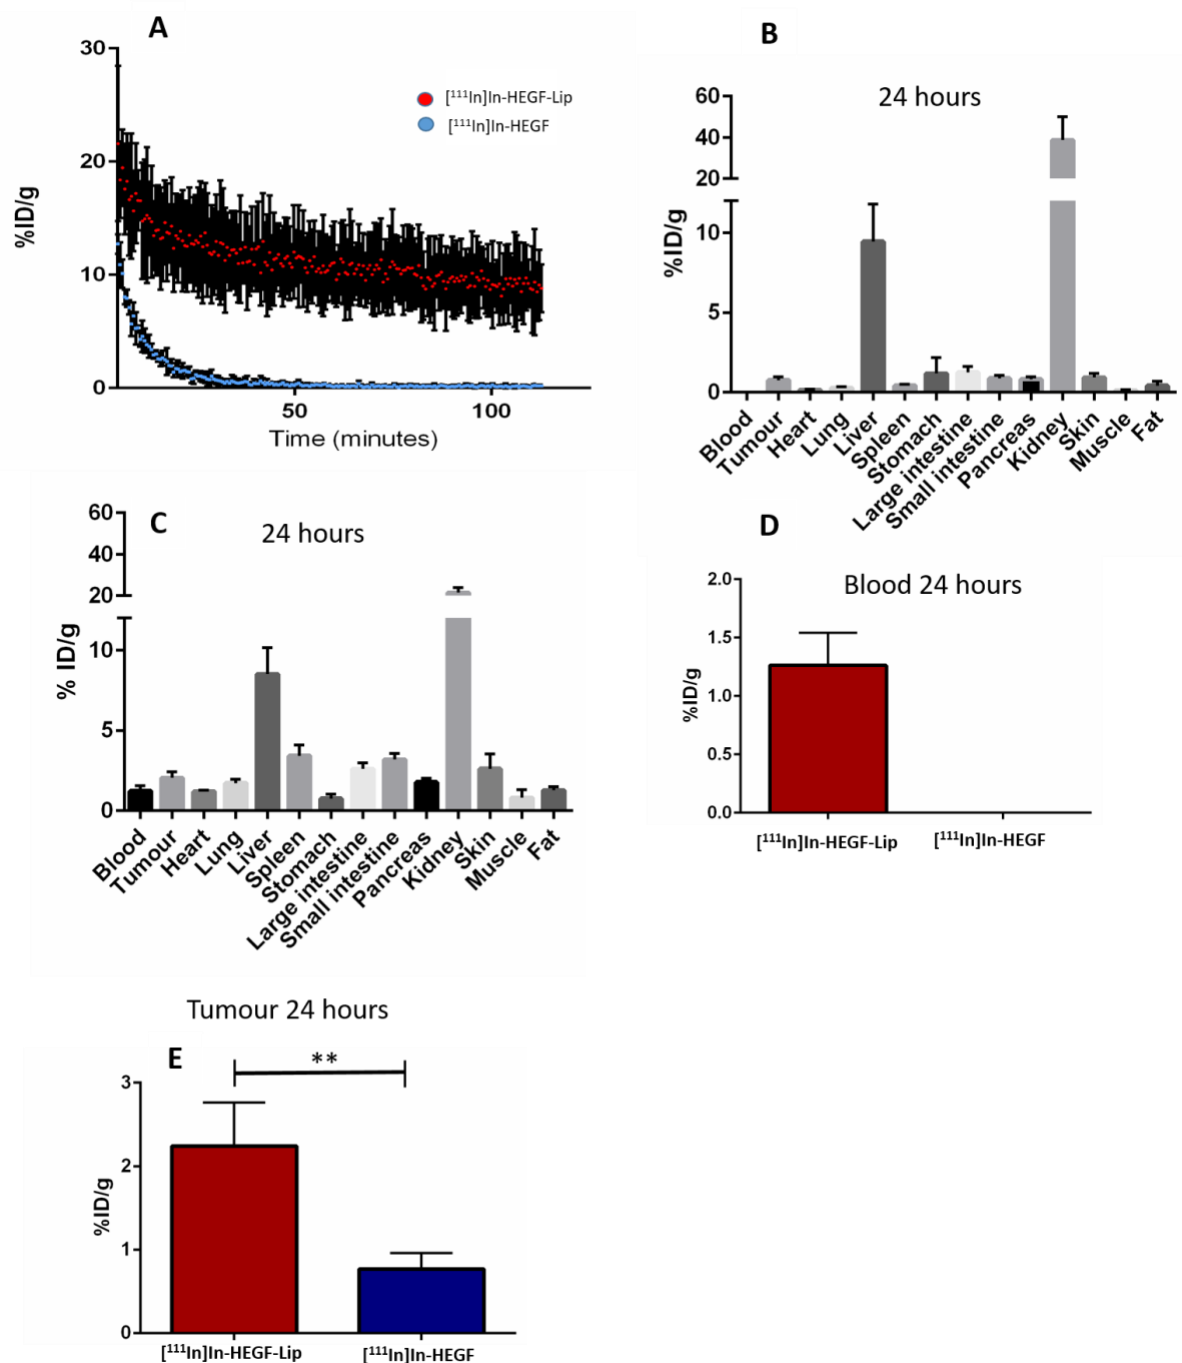 A
30
20
10
0
%ID/g
50
100
Time (minutes)
[¹¹¹In]In-HEGF-Lip
[¹¹¹In]In-HEGF
B
24 hours
60
40
20
10
5
0
%ID/g
Blood
Tumour
Heart
Lung
Liver
Spleen
Stomach
Large intestine
Small intestine
Pancreas
Kidney
Skin
Muscle
Fat
C
24 hours
60
40
20
10
5
0
% ID/g
Blood
Tumour
Heart
Lung
Liver
Spleen
Stomach
Large intestine
Small intestine
Pancreas
Kidney
Skin
Muscle
Fat
D
Blood 24 hours
2.0
1.5
1.0
0.5
0.0
%ID/g
[¹¹¹In]In-HEGF-Lip
[¹¹¹In]In-HEGF
Tumour 24 hours
E
**
3
2
1
0
%ID/g
[¹¹¹In]In-HEGF-Lip
[¹¹¹In]In-HEGF